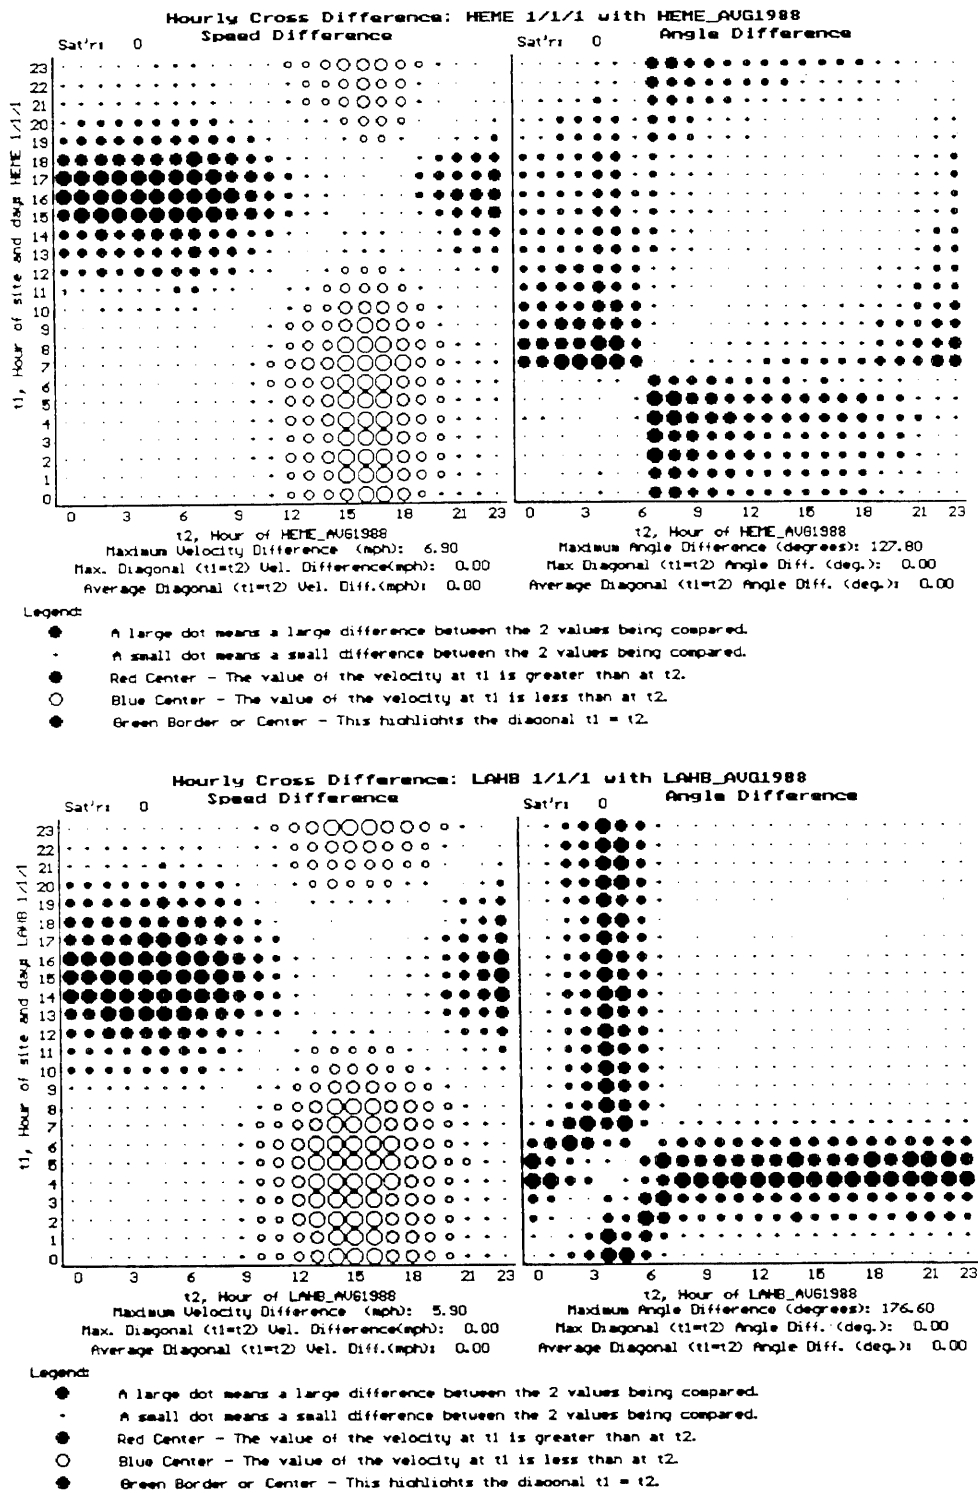 Hourly Cross Difference: HEME 1/1/1 with HEME_AVG1988
Speed Difference
Angle Difference
Sat'r: 0
Sat'r: 0
t1, Hour of site and days HEME 1/1/1
23
22
21
20
19
18
17
16
15
14
13
12
11
10
9
8
7
6
5
4
3
2
1
0
0 3 6 9 12 15 18 21 23
0 3 6 9 12 15 18 21 23
t2, Hour of HEME_AVG1988
t2, Hour of HEME_AVG1988
Maximum Velocity Difference (mph): 6.90
Maximum Angle Difference (degrees): 127.80
Max. Diagonal (t1=t2) Vel. Difference(mph): 0.00
Max Diagonal (t1=t2) Angle Diff. (deg.): 0.00
Average Diagonal (t1=t2) Vel. Diff.(mph): 0.00
Average Diagonal (t1=t2) Angle Diff. (deg.): 0.00
Legend:
A large dot means a large difference between the 2 values being compared.
A small dot means a small difference between the 2 values being compared.
Red Center - The value of the velocity at t1 is greater than at t2.
Blue Center - The value of the velocity at t1 is less than at t2.
Green Border or Center - This highlights the diagonal t1 = t2.
Hourly Cross Difference: LAHB 1/1/1 with LAHB_AVG1988
Speed Difference
Angle Difference
Sat'r: 0
Sat'r: 0
t1, Hour of site and days LAHB 1/1/1
23
22
21
20
19
18
17
16
15
14
13
12
11
10
9
8
7
6
5
4
3
2
1
0
0 3 6 9 12 15 18 21 23
0 3 6 9 12 15 18 21 23
t2, Hour of LAHB_AVG1988
t2, Hour of LAHB_AVG1988
Maximum Velocity Difference (mph): 5.90
Maximum Angle Difference (degrees): 176.60
Max. Diagonal (t1=t2) Vel. Difference(mph): 0.00
Max Diagonal (t1=t2) Angle Diff. (deg.): 0.00
Average Diagonal (t1=t2) Vel. Diff.(mph): 0.00
Average Diagonal (t1=t2) Angle Diff. (deg.): 0.00
Legend:
A large dot means a large difference between the 2 values being compared.
A small dot means a small difference between the 2 values being compared.
Red Center - The value of the velocity at t1 is greater than at t2.
Blue Center - The value of the velocity at t1 is less than at t2.
Green Border or Center - This highlights the diagonal t1 = t2.